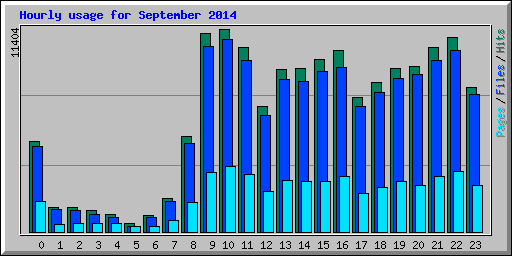 Hourly usage for September 2014
11404
Pages/Files/Hits
0 1 2 3 4 5 6 7 8 9 10 11 12 13 14 15 16 17 18 19 20 21 22 23